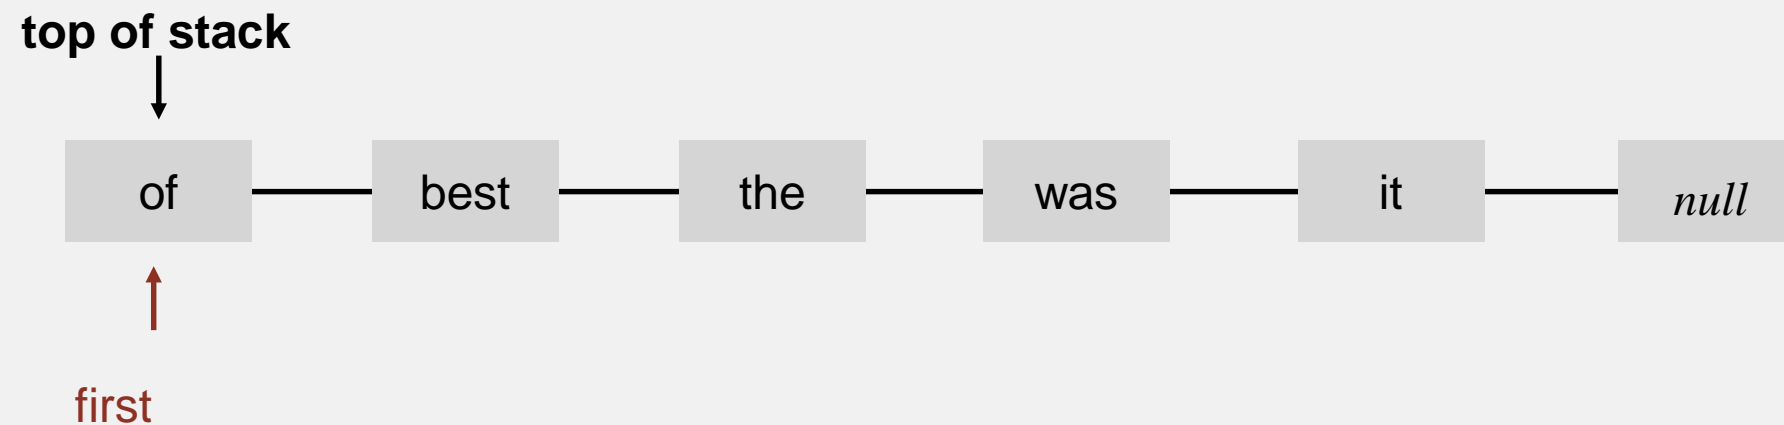 top of stack
of best the was it null
first